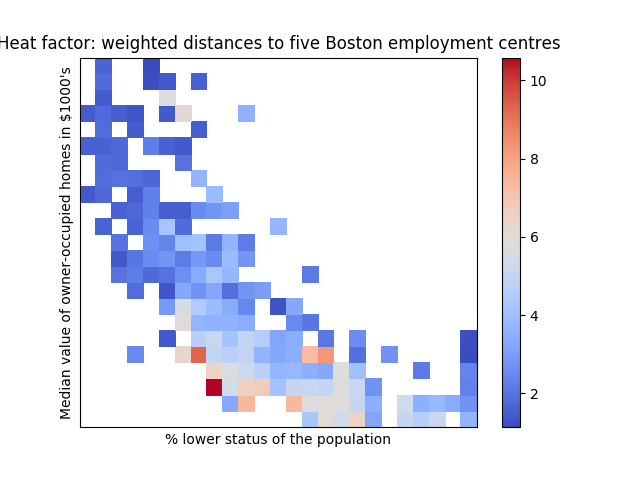 Heat factor: weighted distances to five Boston employment centres
Median value of owner-occupied homes in $1000's
% lower status of the population
10
8
6
4
2